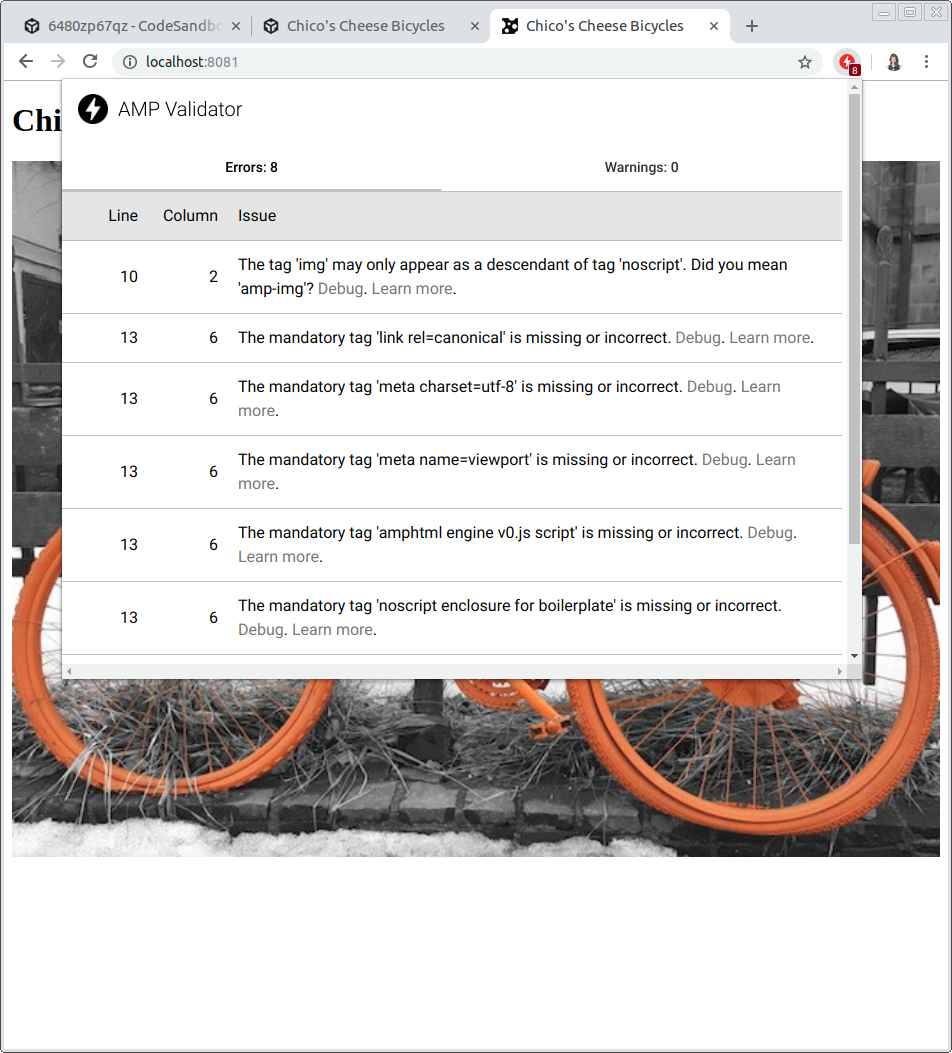 6480zp67qz - CodeSandbo
Chico's Cheese Bicycles
Chico's Cheese Bicycles
localhost:8081
8
Chi
AMP Validator
Errors: 8
Warnings: 0
Line Column Issue
10 2 The tag 'img' may only appear as a descendant of tag 'noscript'. Did you mean
'amp-img'? Debug. Learn more.
13 6 The mandatory tag 'link rel=canonical' is missing or incorrect. Debug. Learn more.
13 6 The mandatory tag 'meta charset=utf-8' is missing or incorrect. Debug. Learn
more.
13 6 The mandatory tag 'meta name=viewport' is missing or incorrect. Debug. Learn
more.
13 6 The mandatory tag 'amphtml engine v0.js script' is missing or incorrect. Debug.
Learn more.
13 6 The mandatory tag 'noscript enclosure for boilerplate' is missing or incorrect.
Debug. Learn more.